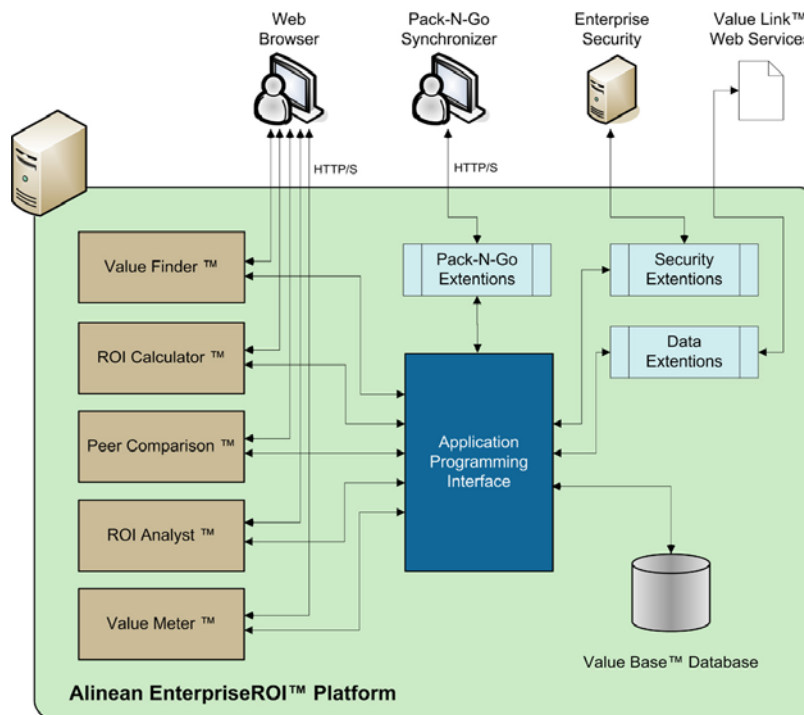 Web
Browser
Pack-N-Go
Synchronizer
Enterprise
Security
Value Link™
Web Services
HTTP/S
HTTP/S
Value Finder ™
Pack-N-Go
Extentions
Security
Extentions
ROI Calculator ™
Data
Extentions
Peer Comparison ™
Application
Programming
Interface
ROI Analyst ™
Value Meter ™
Value Base™ Database
Alinean EnterpriseROI™ Platform